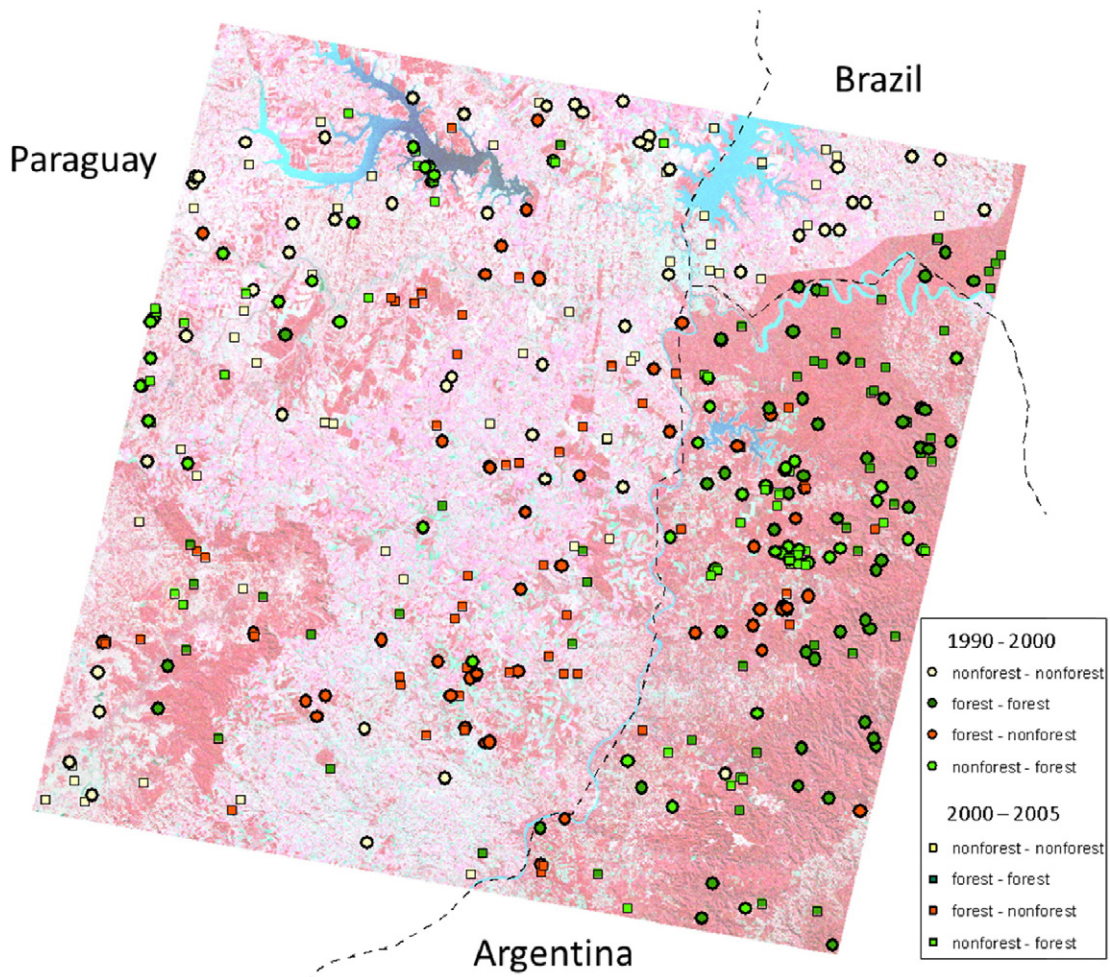 Brazil
Paraguay
1990 - 2000
nonforest - nonforest
forest - forest
forest - nonforest
nonforest - forest
2000 – 2005
nonforest - nonforest
forest - forest
forest - nonforest
nonforest - forest
Argentina